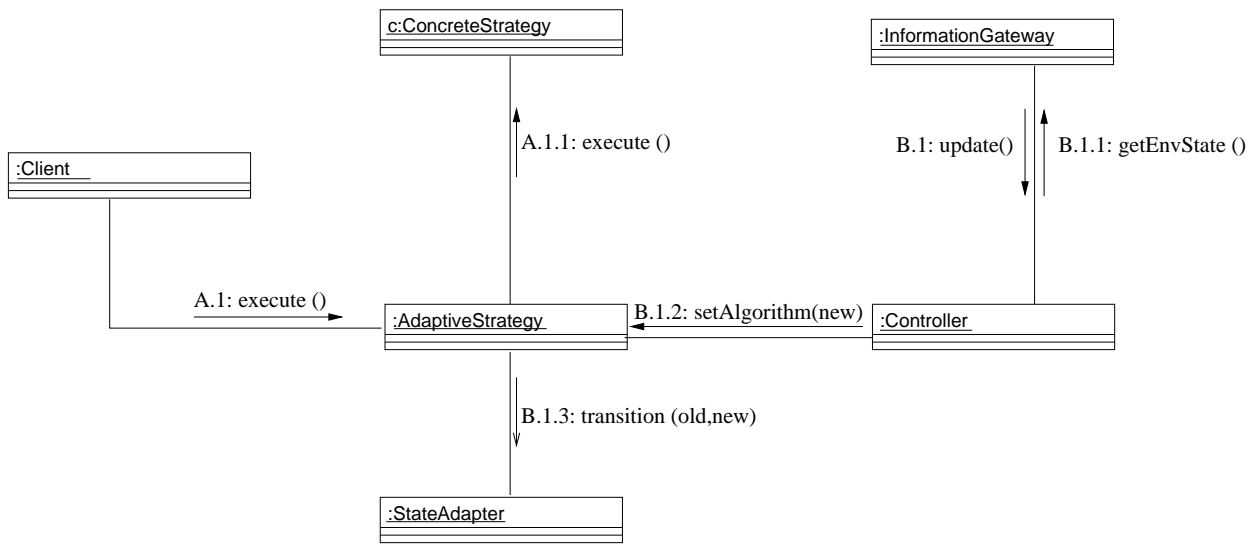 c:ConcreteStrategy
:InformationGateway
A.1.1: execute ()
B.1: update()
B.1.1: getEnvState ()
:Client
A.1: execute ()
:AdaptiveStrategy
B.1.2: setAlgorithm(new)
:Controller
B.1.3: transition (old,new)
:StateAdapter